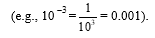 (e.g., 10⁻³ = 1/10³ = 0.001).